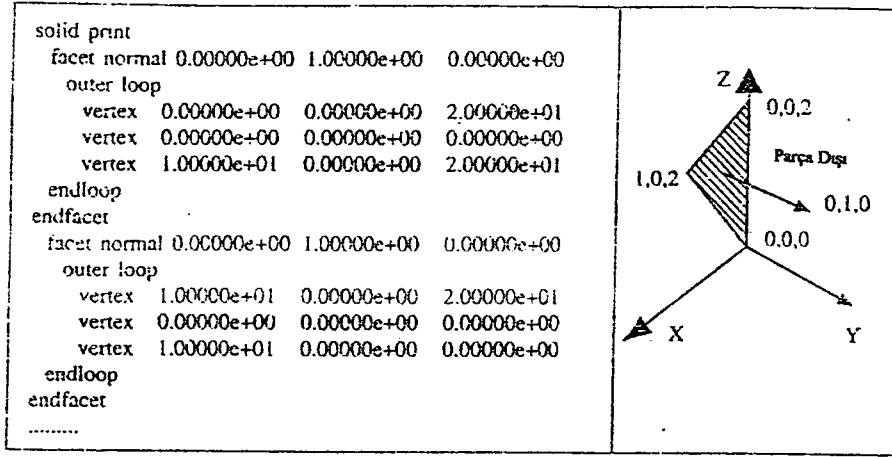 solid print
facet normal 0.00000e+00 1.00000e+00 0.00000e+00
outer loop
vertex 0.00000e+00 0.00000e+00 2.00000e+01
vertex 0.00000e+00 0.00000e+00 0.00000e+00
vertex 1.00000e+01 0.00000e+00 2.00000e+01
endloop
endfacet
facet normal 0.00000e+00 1.00000e+00 0.00000e+00
outer loop
vertex 1.00000e+01 0.00000e+00 2.00000e+01
vertex 0.00000e+00 0.00000e+00 0.00000e+00
vertex 1.00000e+01 0.00000e+00 0.00000e+00
endloop
endfacet
.........
Z
0,0,2
Parça Dışı
1,0,2
0,1,0
0,0,0
X
Y